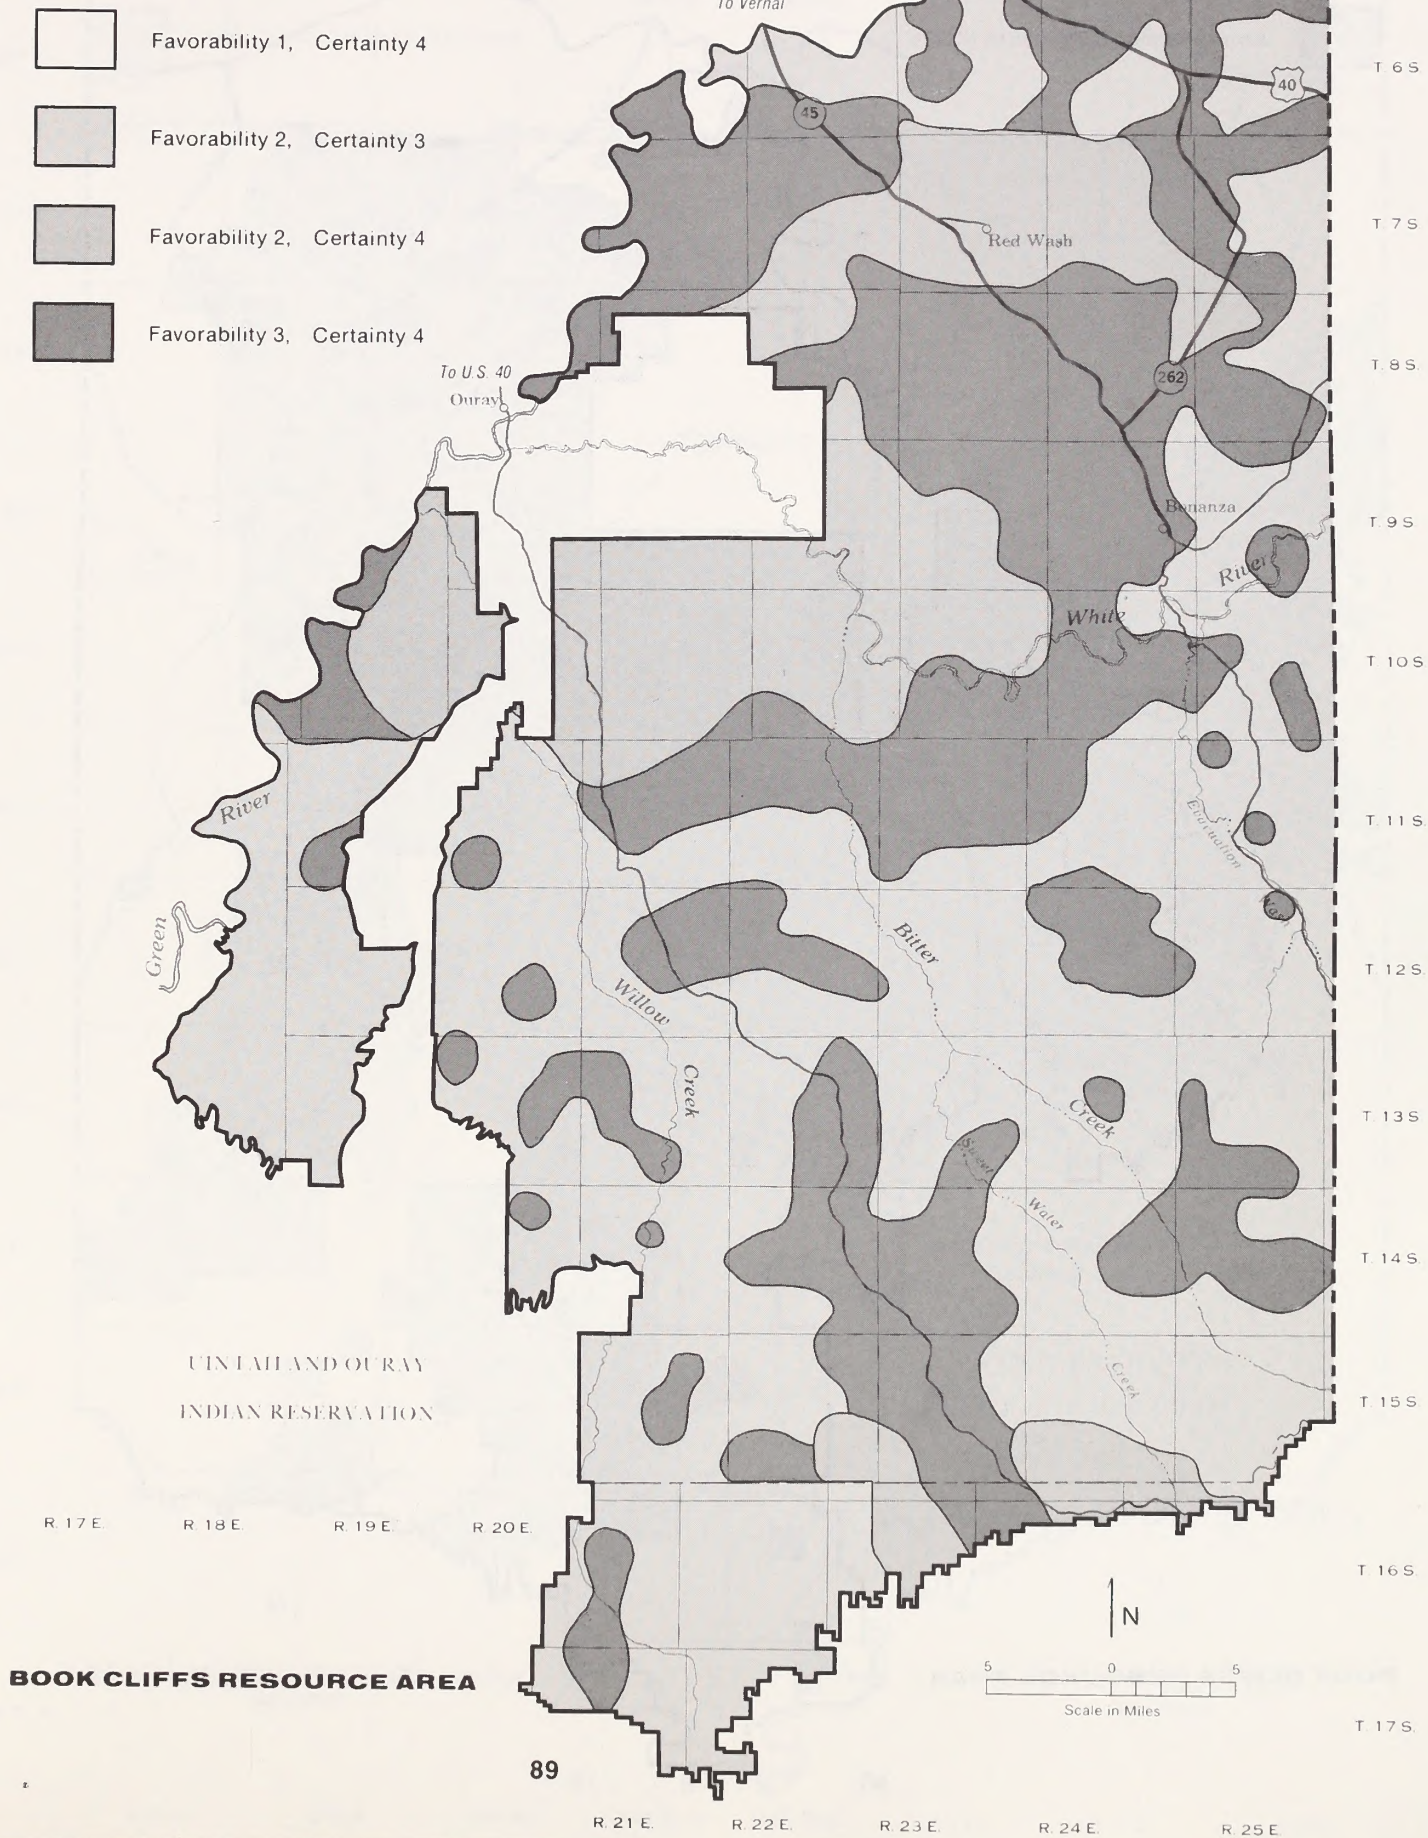 To Vernal
Favorability 1, Certainty 4
Favorability 2, Certainty 3
Favorability 2, Certainty 4
Favorability 3, Certainty 4
T. 6 S.
40
45
T. 7 S.
Red Wash
T. 8 S.
To U.S. 40
Ouray
262
T. 9 S.
Bonanza
River
White
T. 10 S.
River
T. 11 S.
Evacuation
Wash
Green
Bitter
T. 12 S.
Willow
Creek
Creek
T. 13 S.
Sweet
Water
T. 14 S.
UINTAH AND OURAY
INDIAN RESERVATION
Creek
T. 15 S.
R. 17 E. R. 18 E. R. 19 E. R. 20 E.
T. 16 S.
N
BOOK CLIFFS RESOURCE AREA
5 0 5
Scale in Miles
T. 17 S.
89
R. 21 E. R. 22 E. R. 23 E. R. 24 E. R. 25 E.